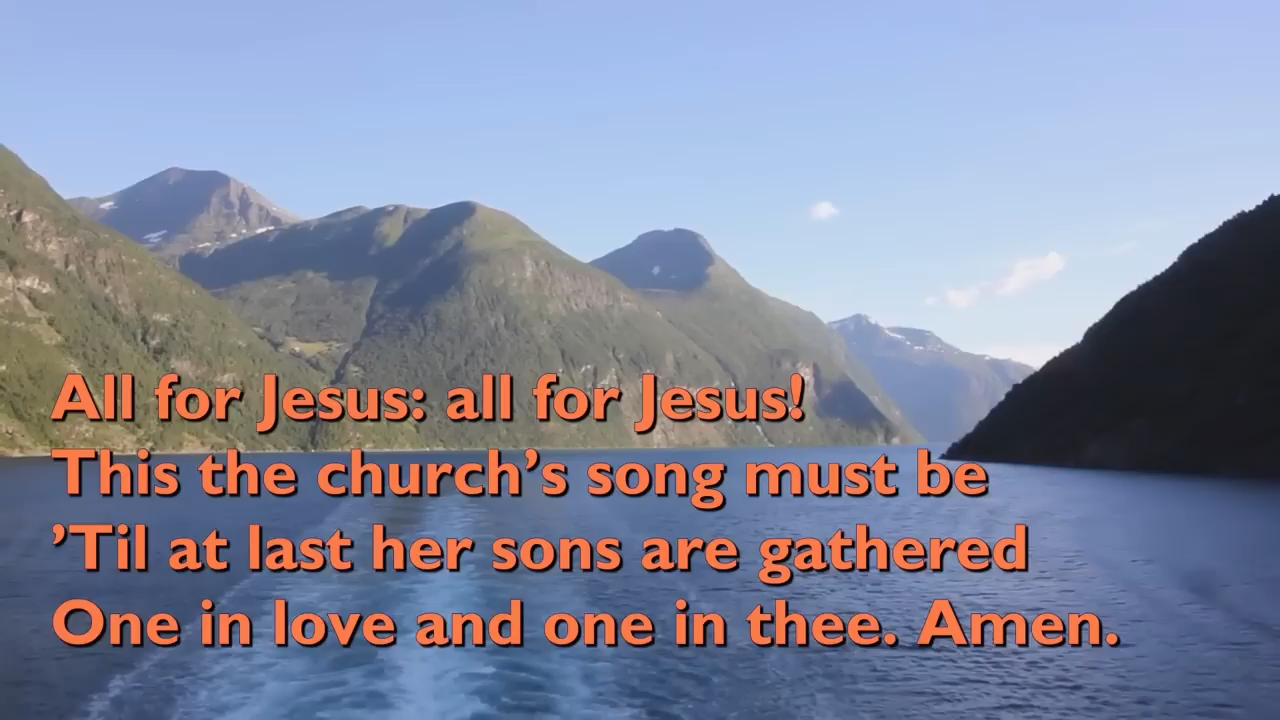 All for Jesus: all for Jesus!
This the church’s song must be
’Til at last her sons are gathered
One in love and one in thee. Amen.